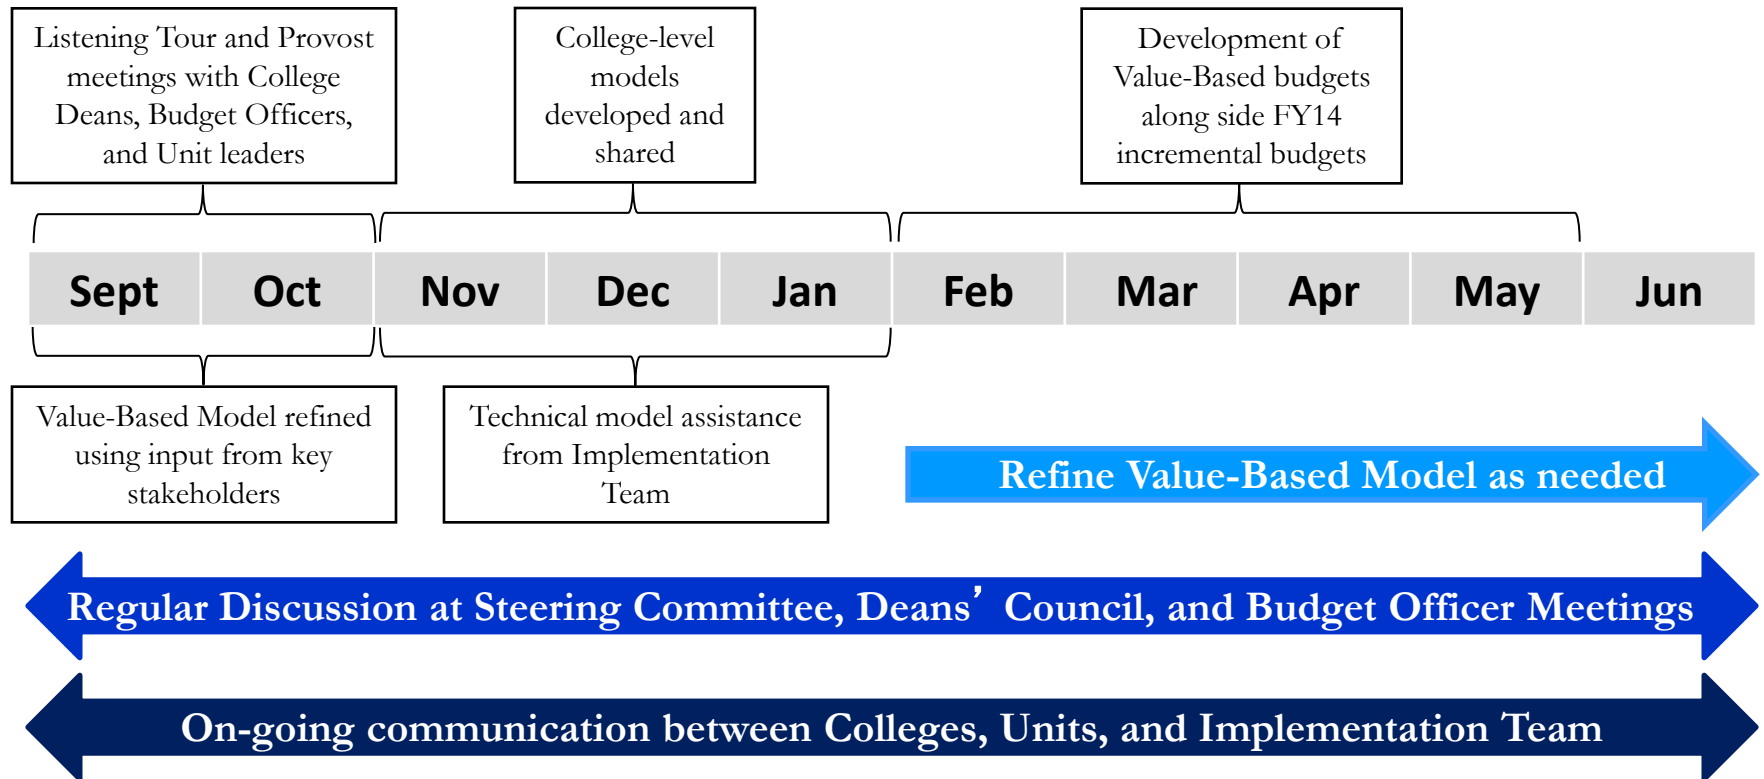 Listening Tour and Provost
meetings with College
Deans, Budget Officers,
and Unit leaders
College-level
models
developed and
shared
Development of
Value-Based budgets
along side FY14
incremental budgets
Sept Oct Nov Dec Jan Feb Mar Apr May Jun
Value-Based Model refined
using input from key
stakeholders
Technical model assistance
from Implementation
Team
Refine Value-Based Model as needed
Regular Discussion at Steering Committee, Deans’ Council, and Budget Officer Meetings
On-going communication between Colleges, Units, and Implementation Team